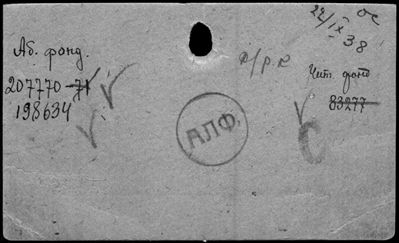 22/IX 38
Аб. фонд.
207770-71
198634
Чит. фонд
83277
АЛФ.